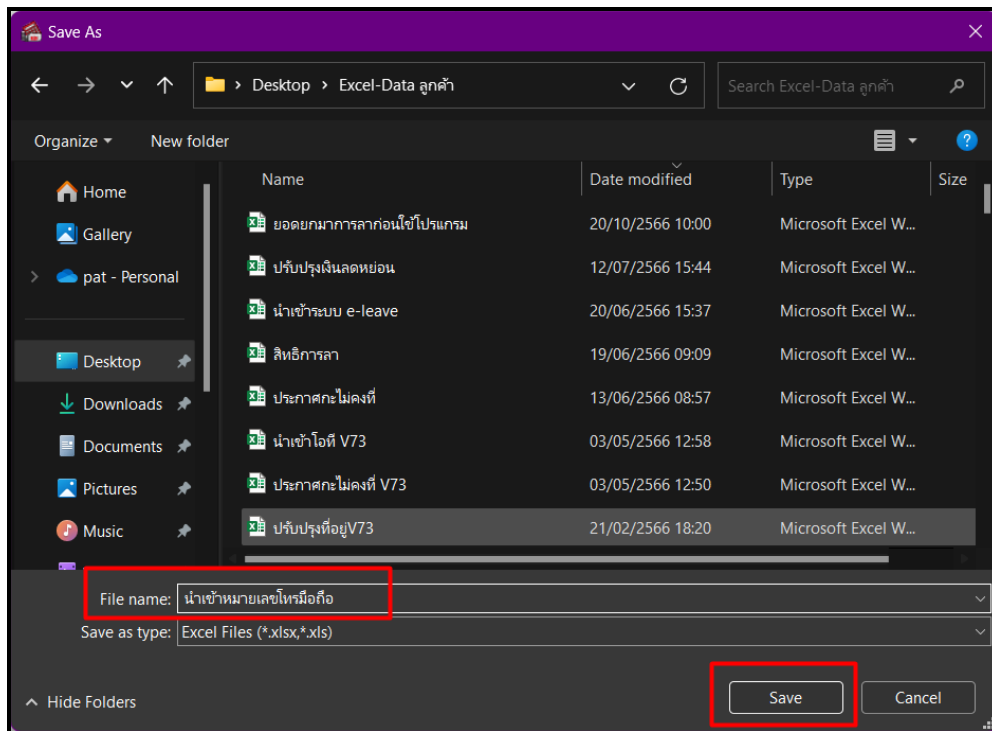 Save As
Desktop > Excel-Data ลูกค้า
Search Excel-Data ลูกค้า
Organize New folder
Name Date modified Type Size
Home
Gallery
pat - Personal
Desktop
Downloads
Documents
Pictures
Music
ยอดยกมาการลาก่อนใช้โปรแกรม 20/10/2566 10:00 Microsoft Excel W...
ปรับปรุงเงินลดหย่อน 12/07/2566 15:44 Microsoft Excel W...
นำเข้าระบบ e-leave 20/06/2566 15:37 Microsoft Excel W...
สิทธิการลา 19/06/2566 09:09 Microsoft Excel W...
ประกาศกะไม่คงที่ 13/06/2566 08:57 Microsoft Excel W...
นำเข้าโอที V73 03/05/2566 12:58 Microsoft Excel W...
ประกาศกะไม่คงที่ V73 03/05/2566 12:50 Microsoft Excel W...
ปรับปรุงที่อยู่V73 21/02/2566 18:20 Microsoft Excel W...
File name: นำเข้าหมายเลขโทรมือถือ
Save as type: Excel Files (*.xlsx,*.xls)
Hide Folders
Save Cancel